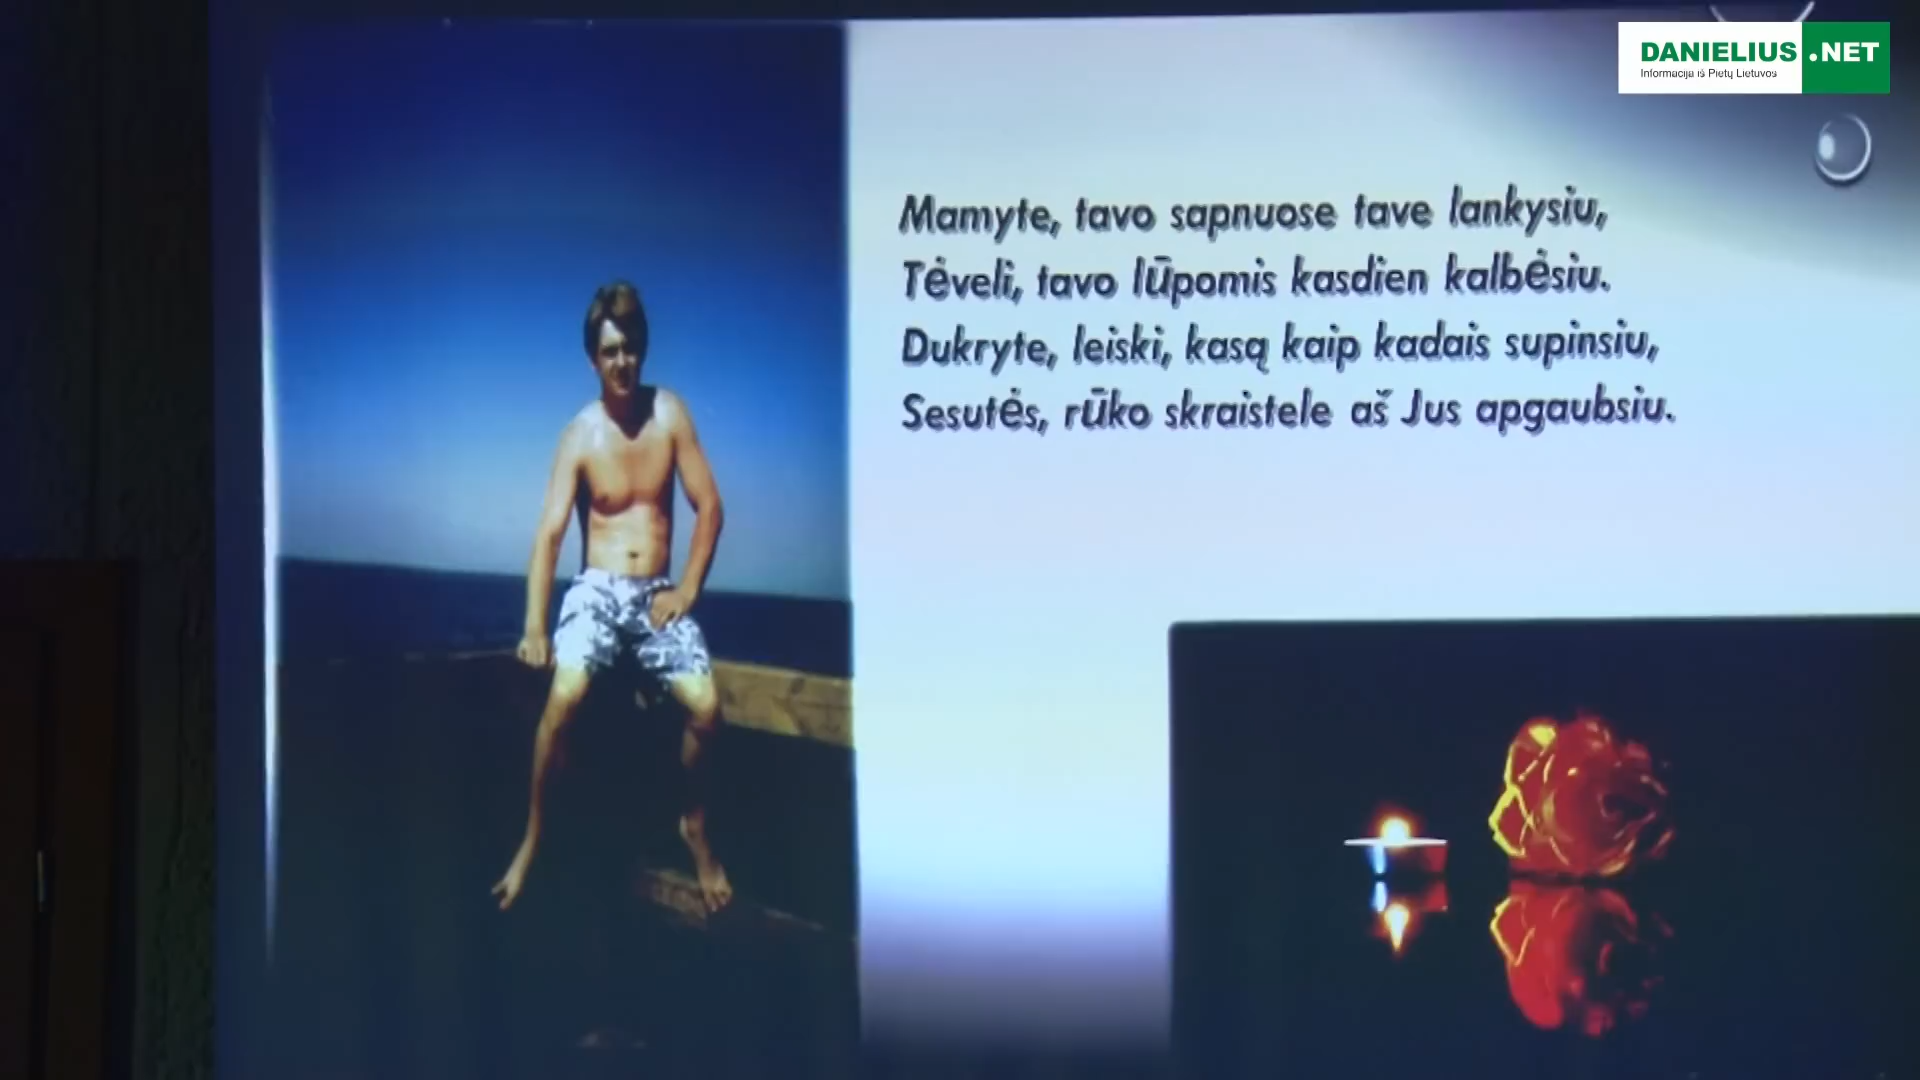 DANIELIUS.NET
Informacija iš Pietų Lietuvos
Mamyte, tavo sapnuose tave lankysiu,
Tėveli, tavo lūpomis kasdien kalbėsiu.
Dukryte, leiski, kasą kaip kadais supinsiu,
Sesutės, rūko skraistele aš Jus apgaubsiu.